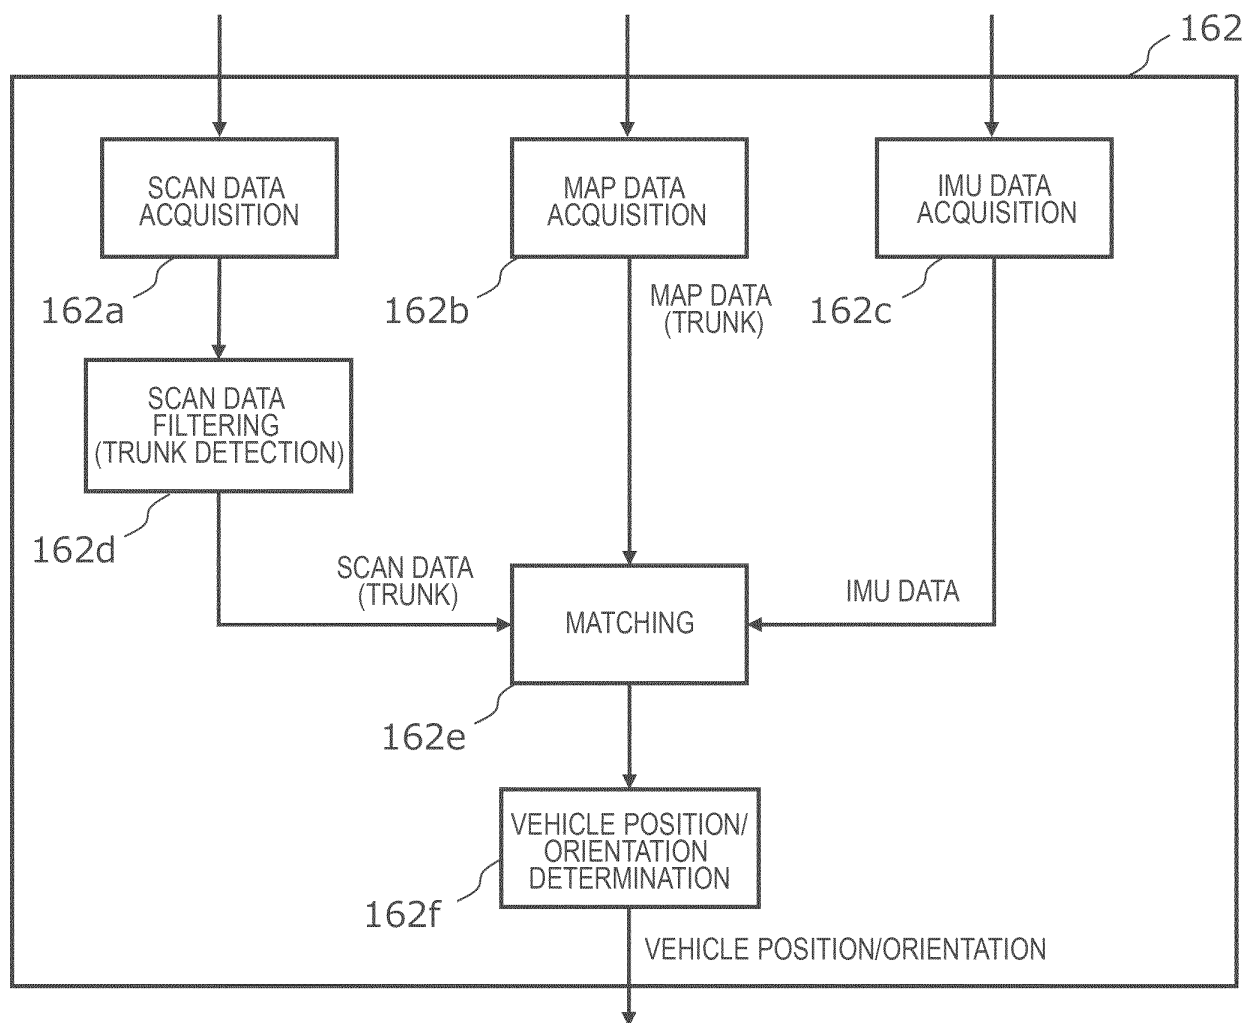 162
SCAN DATA
ACQUISITION
MAP DATA
ACQUISITION
IMU DATA
ACQUISITION
162a
162b
MAP DATA
(TRUNK)
162c
SCAN DATA
FILTERING
(TRUNK DETECTION)
162d
SCAN DATA
(TRUNK)
MATCHING
IMU DATA
162e
VEHICLE POSITION/
ORIENTATION
DETERMINATION
162f
VEHICLE POSITION/ORIENTATION